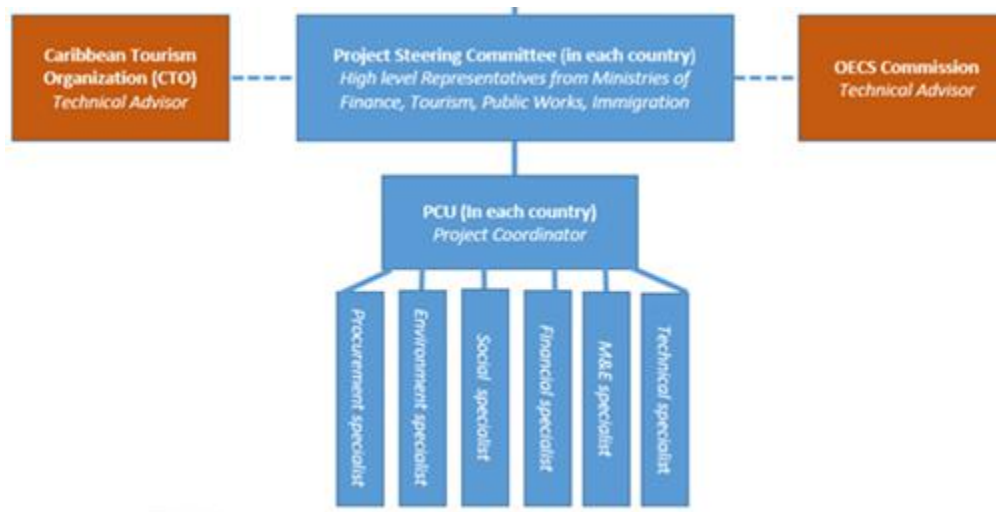 Caribbean Tourism
Organization (CTO)
Technical Advisor
Project Steering Committee (in each country)
High level Representatives from Ministries of
Finance, Tourism, Public Works, Immigration
OECS Commission
Technical Advisor
PCU (In each country)
Project Coordinator
Procurement specialist
Environment specialist
Social specialist
Financial specialist
M&E specialist
Technical specialist